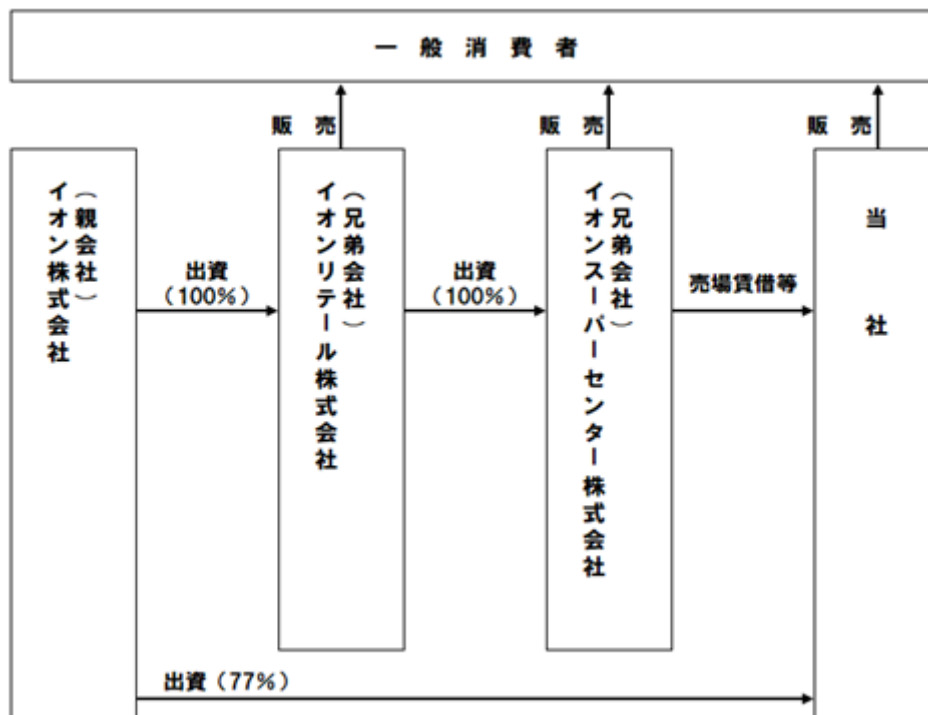 一般消費者
販売
販売
販売
（親会社）
イオン株式会社
出資
（100％）
（兄弟会社）
イオンリテール株式会社
出資
（100％）
（兄弟会社）
イオンスーパーセンター株式会社
売場賃借等
当社
出資（77％）